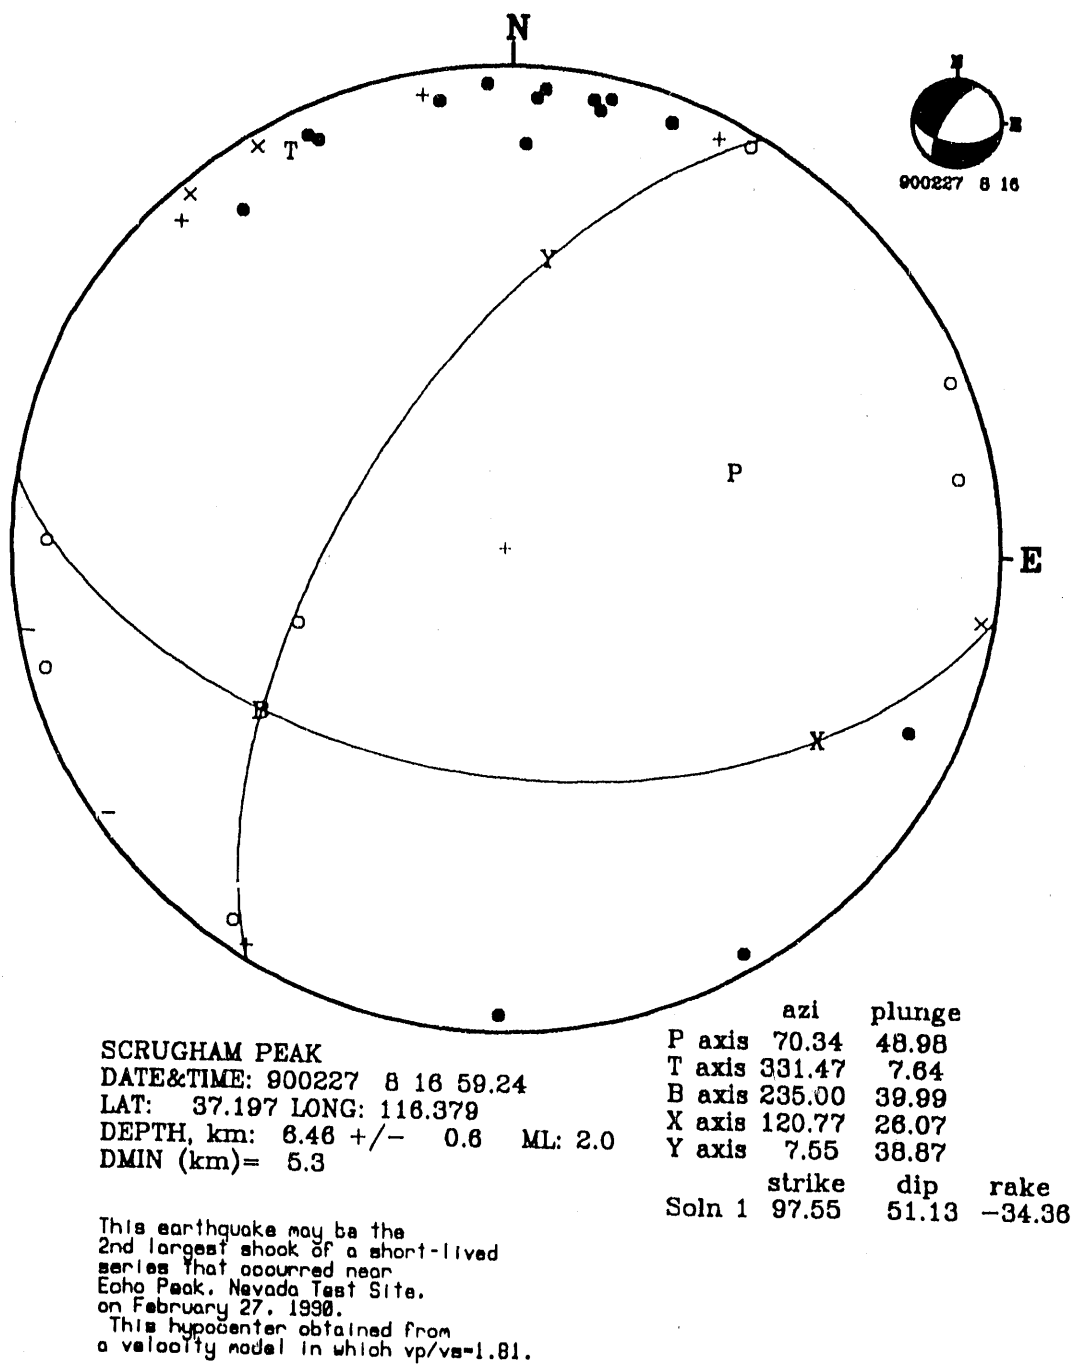 N
N
E
900227 8 16
T
Y
P
E
B
X
SCRUGHAM PEAK
DATE&TIME: 900227 8 16 59.24
LAT: 37.197 LONG: 116.379
DEPTH, km: 6.46 +/- 0.6 ML: 2.0
DMIN (km)= 5.3
azi plunge
P axis 70.34 48.98
T axis 331.47 7.64
B axis 235.00 39.99
X axis 120.77 26.07
Y axis 7.55 38.87
strike dip rake
Soln 1 97.55 51.13 -34.36
This earthquake may be the
2nd largest shock of a short-lived
series that occurred near
Echo Peak, Nevada Test Site,
on February 27, 1990.
This hypocenter obtained from
a velocity model in which vp/vs=1.81.